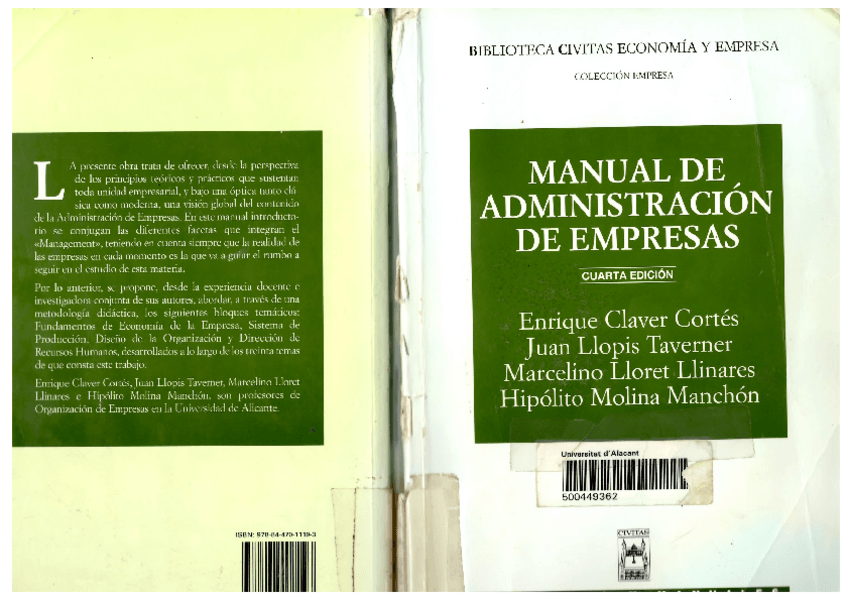 LA presente obra trata de ofrecer, desde la perspectiva
de los principios teóricos y prácticos que sustentan
toda unidad empresarial, y bajo una óptica tanto clá-
sica como moderna, una visión global del contenido
de la Administración de Empresas. En este manual introducto-
rio se conjugan las diferentes facetas que integran el
«Management», teniendo en cuenta siempre que la realidad de
las empresas en cada momento es la que va a guiar el rumbo a
seguir en el estudio de esta materia.
Por lo anterior, se propone, desde la experiencia docente e
investigadora conjunta de sus autores, abordar, a través de una
metodología didáctica, los siguientes bloques temáticos:
Fundamentos de Economía de la Empresa, Sistema de
Producción, Diseño de la Organización y Dirección de
Recursos Humanos, desarrollados a lo largo de los treinta temas
de que consta este trabajo.
Enrique Claver Cortés, Juan Llopis Taverner, Marcelino Lloret
Llinares e Hipólito Molina Manchón, son profesores de
Organización de Empresas en la Universidad de Alicante.
ISBN: 978-84-470-1119-3
BIBLIOTECA CIVITAS ECONOMÍA Y EMPRESA
COLECCIÓN EMPRESA
MANUAL DE
ADMINISTRACIÓN
DE EMPRESAS
CUARTA EDICIÓN
Enrique Claver Cortés
Juan Llopis Taverner
Marcelino Lloret Llinares
Hipólito Molina Manchón
Universitat d'Alacant
500449362
CIVITAS